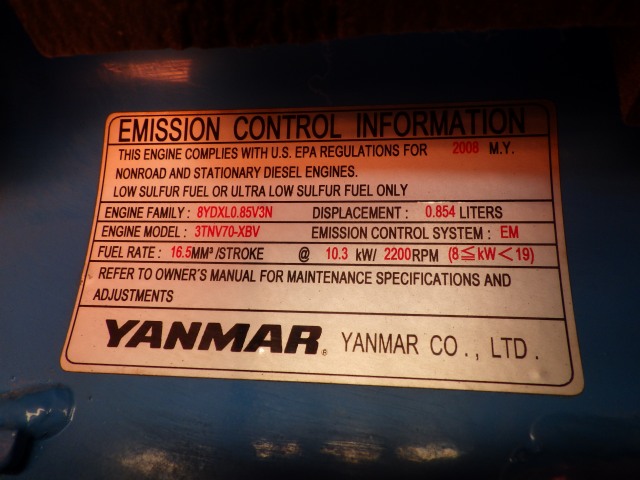 EMISSION CONTROL INFORMATION
THIS ENGINE COMPLIES WITH U.S. EPA REGULATIONS FOR 2008 M.Y.
NONROAD AND STATIONARY DIESEL ENGINES.
LOW SULFUR FUEL OR ULTRA LOW SULFUR FUEL ONLY
ENGINE FAMILY : 8YDXL0.85V3N DISPLACEMENT : 0.854 LITERS
ENGINE MODEL : 3TNV70-XBV EMISSION CONTROL SYSTEM : EM
FUEL RATE : 16.5MM³ /STROKE @ 10.3 kW/ 2200RPM (8≦kW<19)
REFER TO OWNER'S MANUAL FOR MAINTENANCE SPECIFICATIONS AND
ADJUSTMENTS
YANMAR® YANMAR CO., LTD.